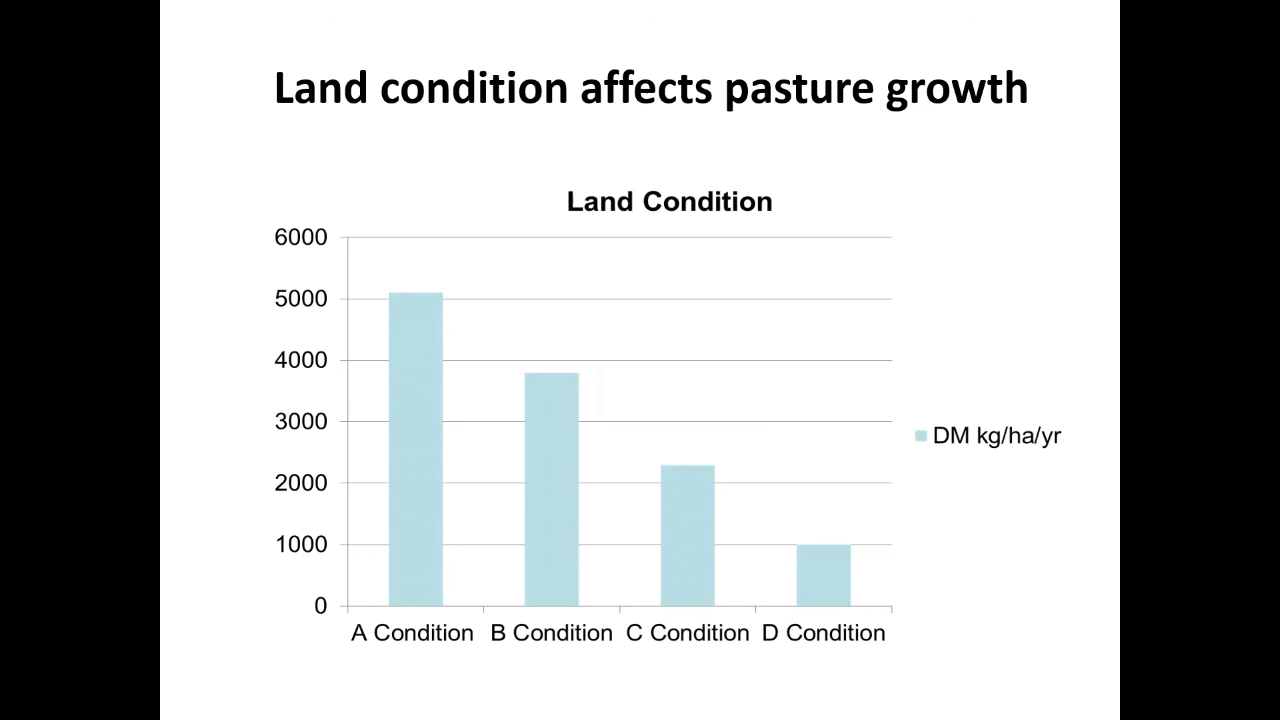 Land condition affects pasture growth
Land Condition
6000
5000
4000
3000
2000
1000
0
DM kg/ha/yr
A Condition B Condition C Condition D Condition